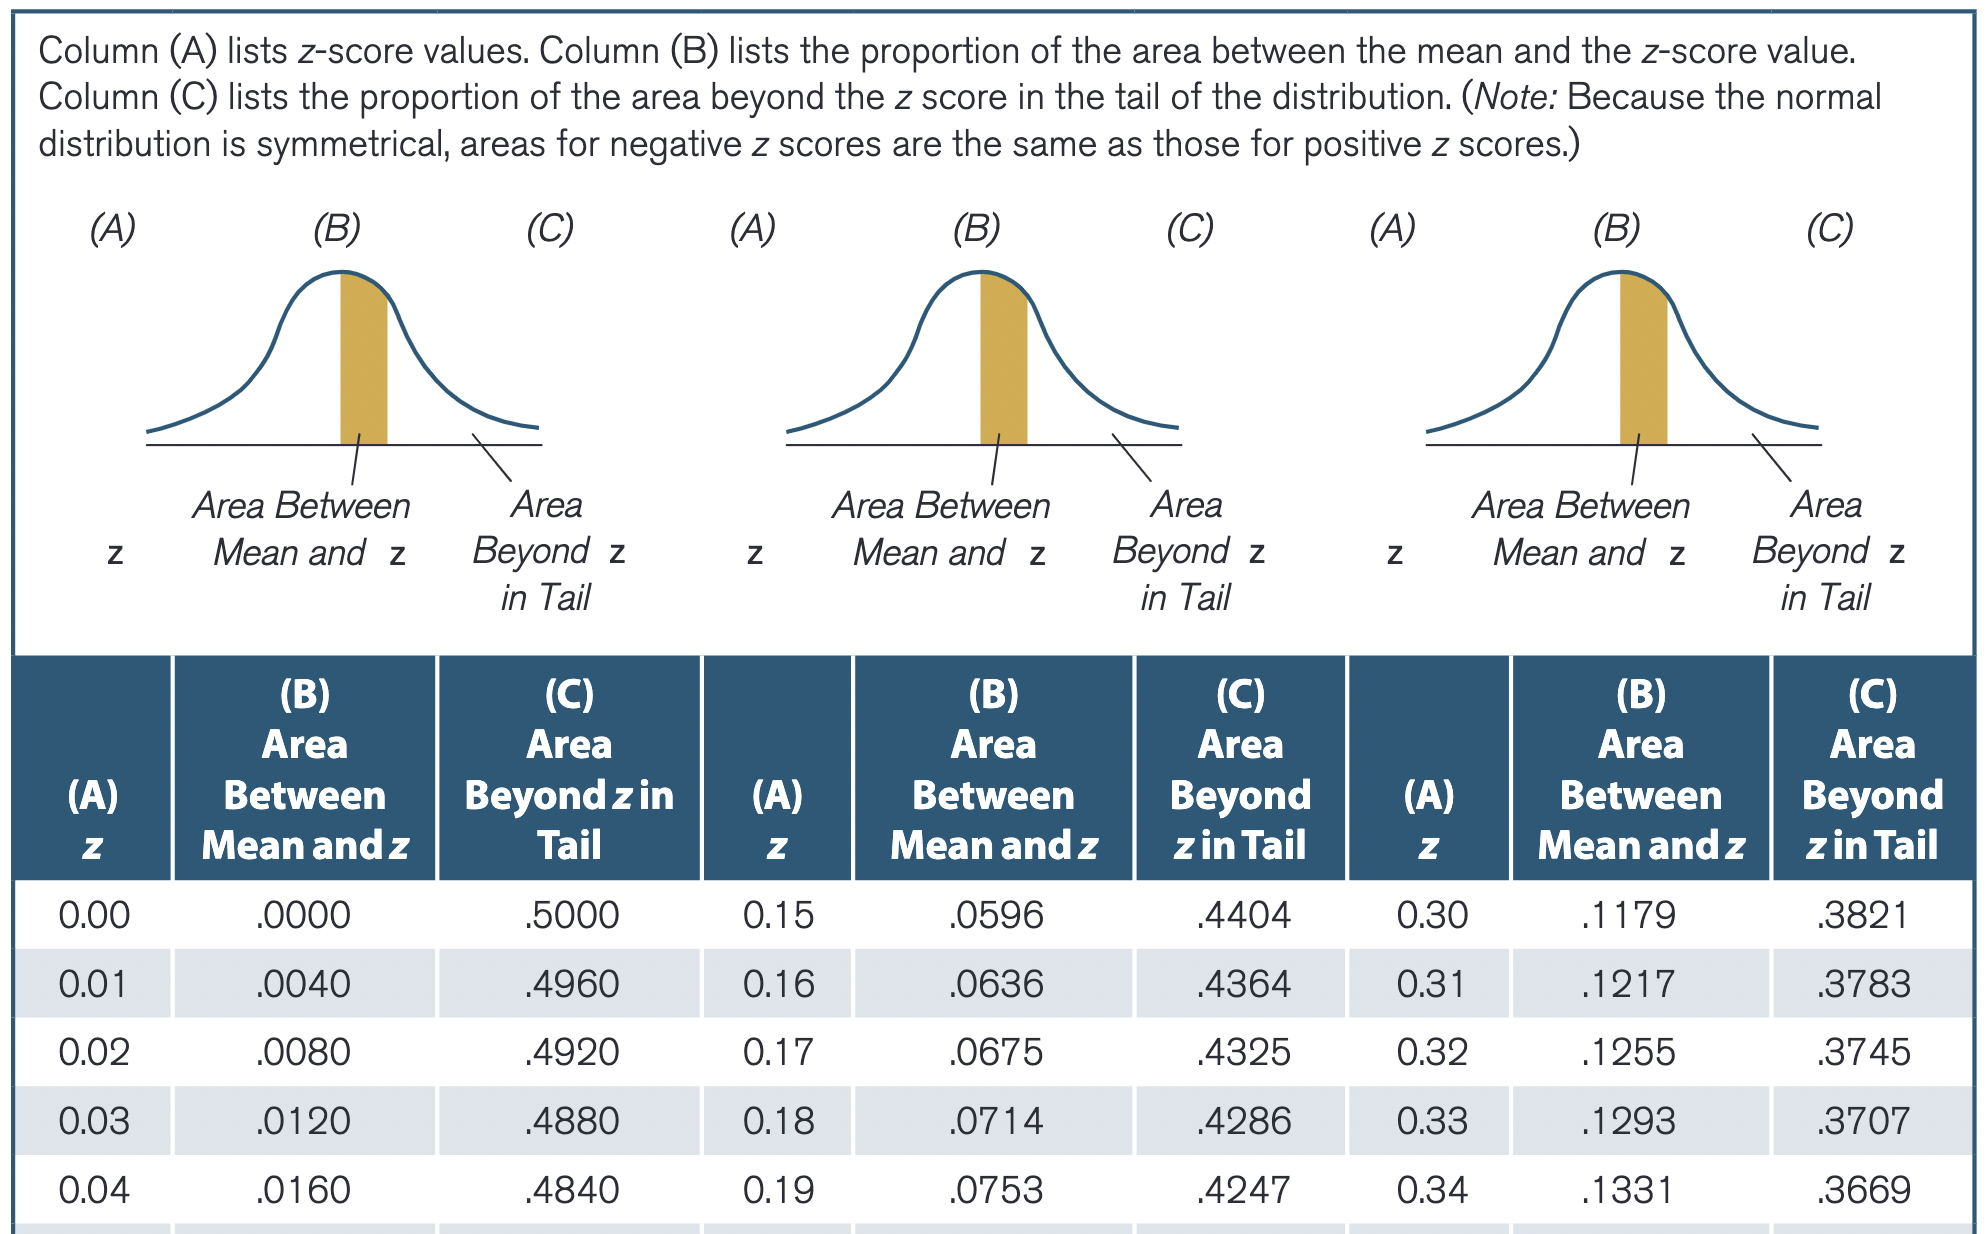 Column (A) lists z-score values. Column (B) lists the proportion of the area between the mean and the z-score value.
Column (C) lists the proportion of the area beyond the z score in the tail of the distribution. (Note: Because the normal
distribution is symmetrical, areas for negative z scores are the same as those for positive z scores.)
(A) (B) (C) (A) (B) (C) (A) (B) (C)
Area Between Area Area Between Area Area Between Area
z Mean and z Beyond z z Mean and z Beyond z z Mean and z Beyond z
in Tail in Tail in Tail
(B) (C) (B) (C) (B) (C)
Area Area Area Area Area Area
(A) Between Beyond z in (A) Between Beyond (A) Between Beyond
z Mean and z Tail z Mean and z z in Tail z Mean and z z in Tail
0.00 .0000 .5000 0.15 .0596 .4404 0.30 .1179 .3821
0.01 .0040 .4960 0.16 .0636 .4364 0.31 .1217 .3783
0.02 .0080 .4920 0.17 .0675 .4325 0.32 .1255 .3745
0.03 .0120 .4880 0.18 .0714 .4286 0.33 .1293 .3707
0.04 .0160 .4840 0.19 .0753 .4247 0.34 .1331 .3669